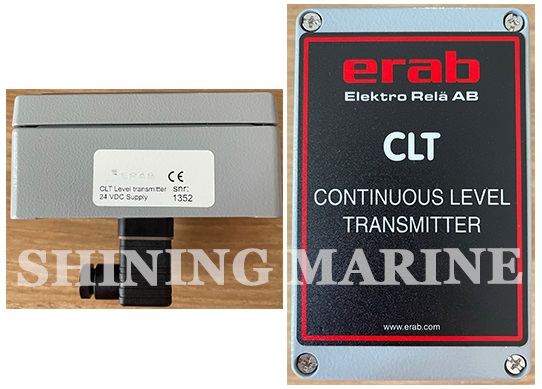 ERAB
CE
CLT Level transmitter
24 VDC Supply
snr:
1352
erab
Elektro Relä AB
CLT
CONTINUOUS LEVEL
TRANSMITTER
www.erab.com
SHINING MARINE